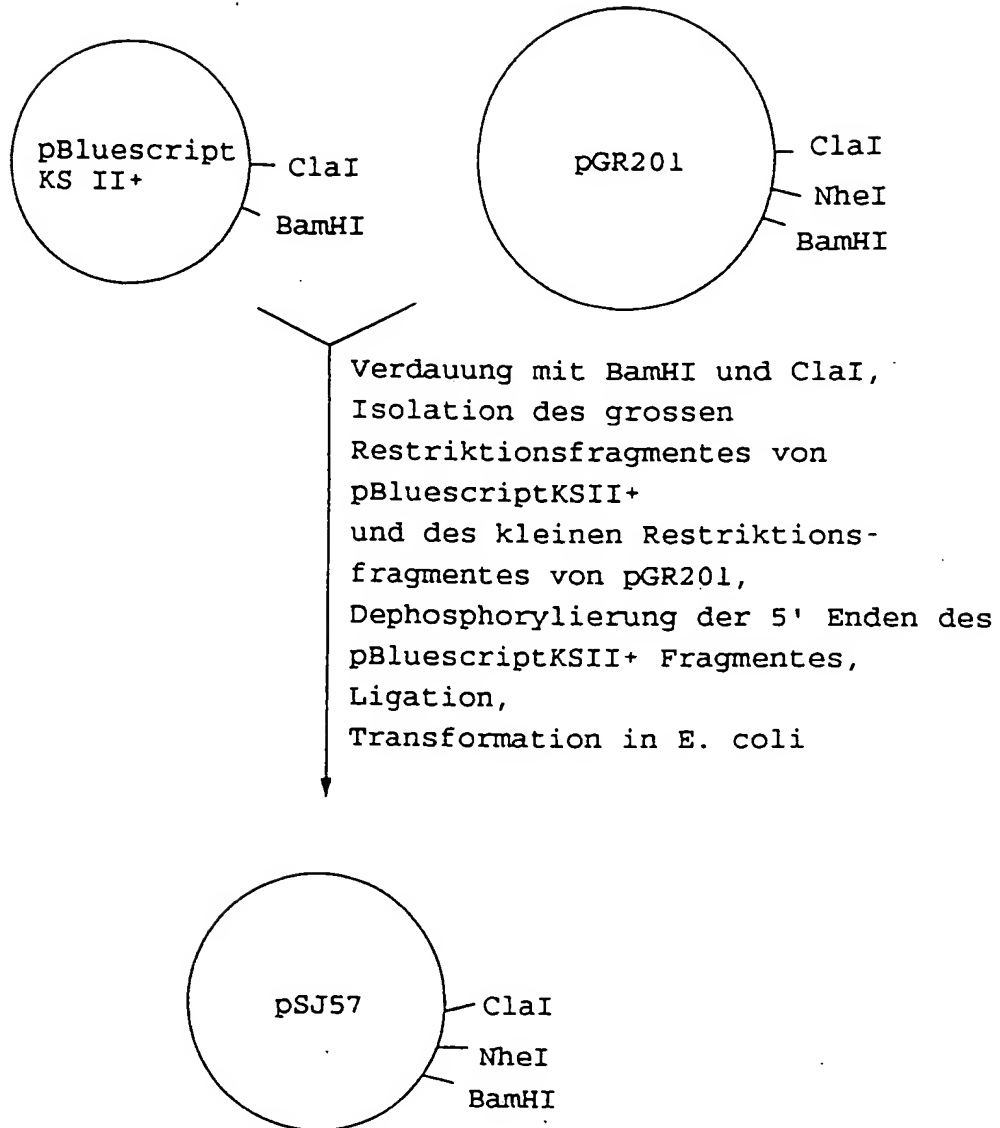 pBluescript
KS II+
ClaI
BamHI
pGR201
ClaI
NheI
BamHI
Verdauung mit BamHI und ClaI,
Isolation des grossen
Restriktionsfragmentes von
pBluescriptKSII+
und des kleinen Restriktions-
fragmentes von pGR201,
Dephosphorylierung der 5' Enden des
pBluescriptKSII+ Fragmentes,
Ligation,
Transformation in E. coli
pSJ57
ClaI
NheI
BamHI